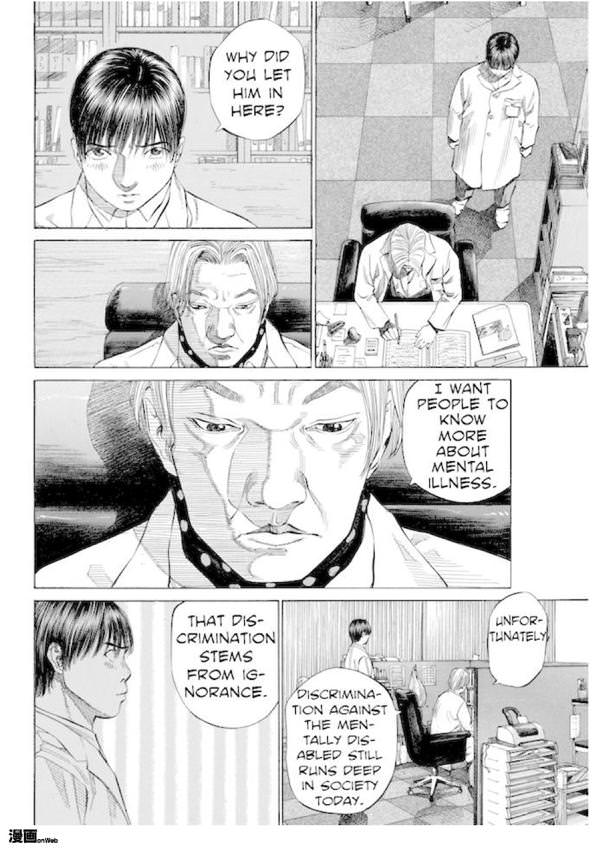 WHY DID
YOU LET
HIM IN
HERE?
I WANT
PEOPLE TO
KNOW
MORE
ABOUT
MENTAL
ILLNESS.
UNFOR-
TUNATELY
DISCRIMINA-
TION AGAINST
THE MEN-
TALLY DIS-
ABLED STILL
RUNS DEEP
IN SOCIETY
TODAY.
THAT DIS-
CRIMINATION
STEMS
FROM IG-
NORANCE.
漫画 on Web